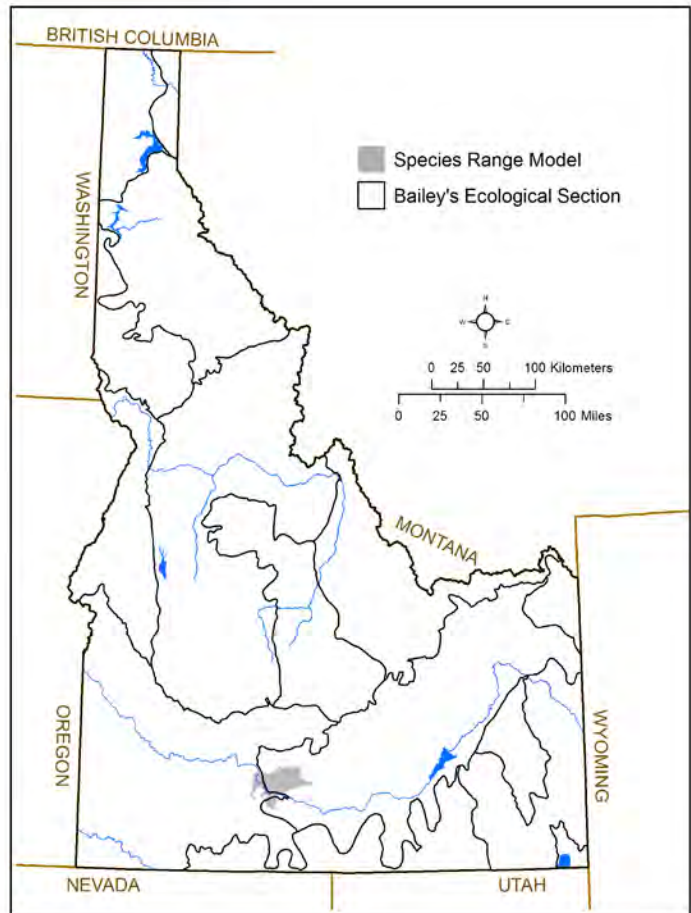 BRITISH COLUMBIA
WASHINGTON
Species Range Model
Bailey's Ecological Section
N
W E
S
0 25 50 100 Kilometers
0 25 50 100 Miles
MONTANA
OREGON
WYOMING
NEVADA UTAH